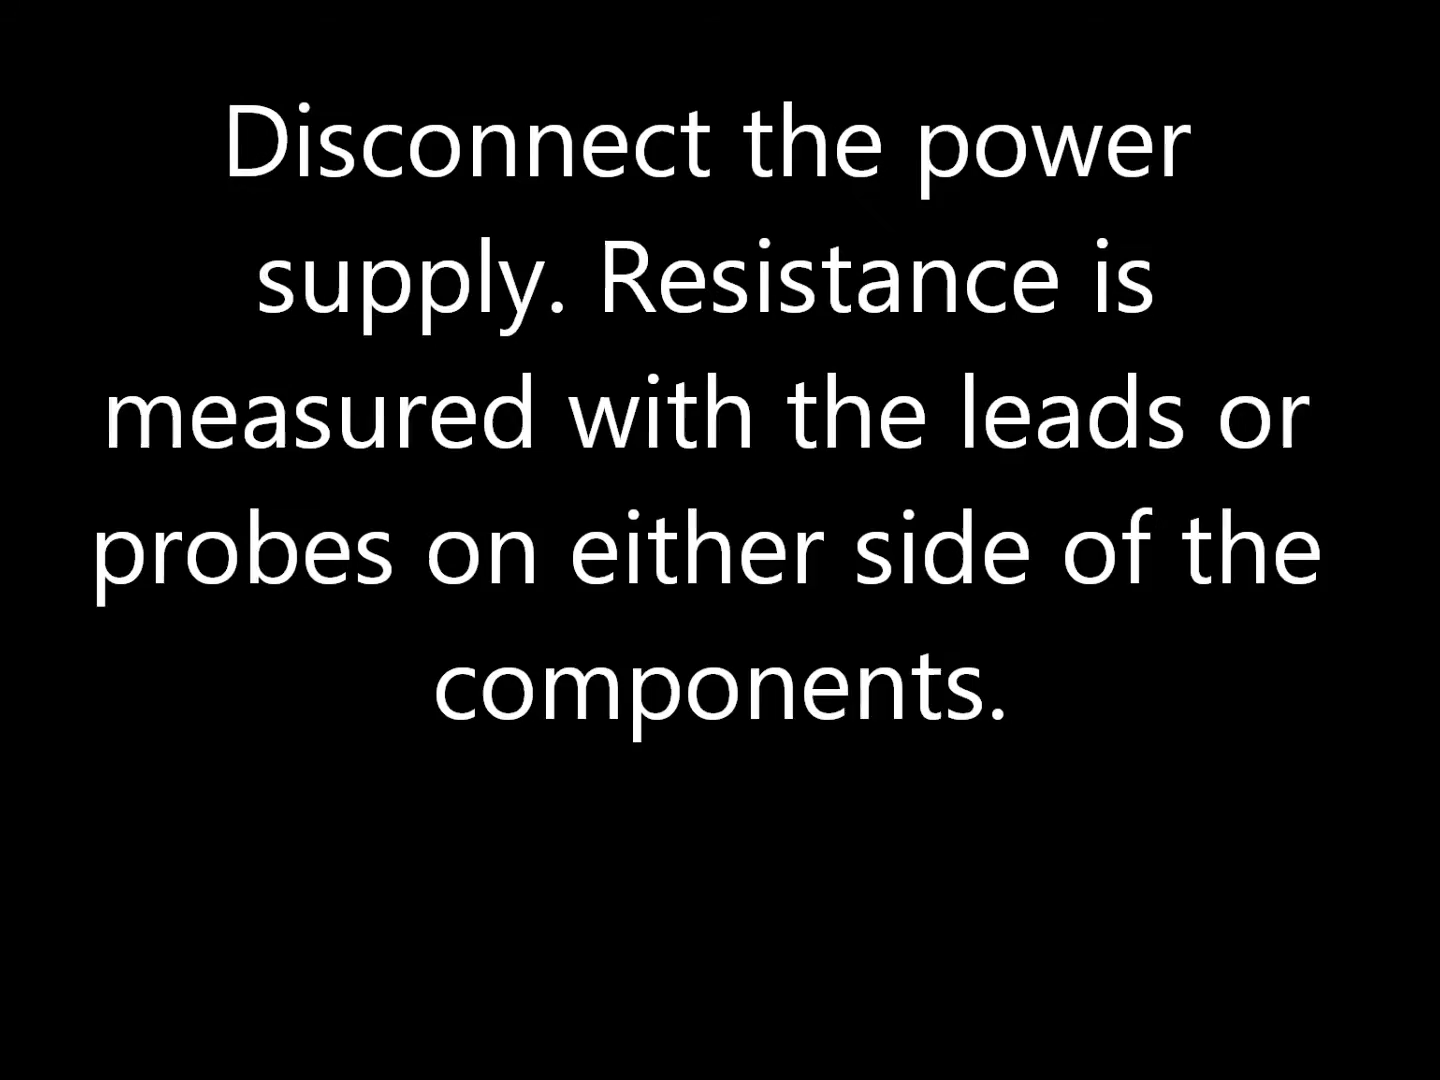 Disconnect the power
supply. Resistance is
measured with the leads or
probes on either side of the
components.